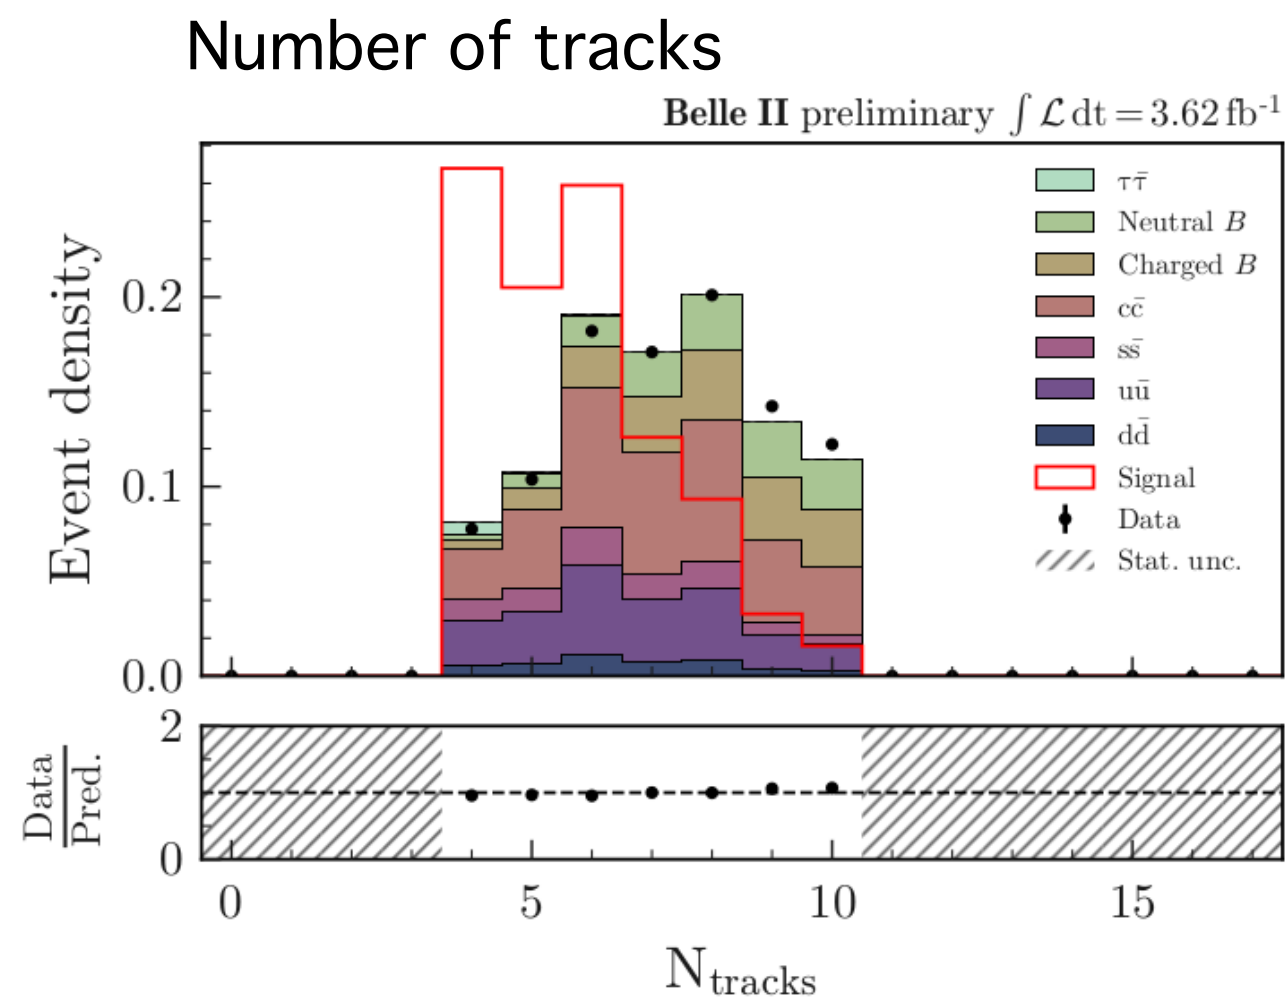 Number of tracks
Belle II preliminary ∫ ℒ dt = 3.62 fb⁻¹
Event density
0.2
0.1
0.0
ττ̄
Neutral B
Charged B
cc̄
ss̄
uū
dd̄
Signal
Data
Stat. unc.
Data
Pred.
2
0
0 5 10 15
N_tracks